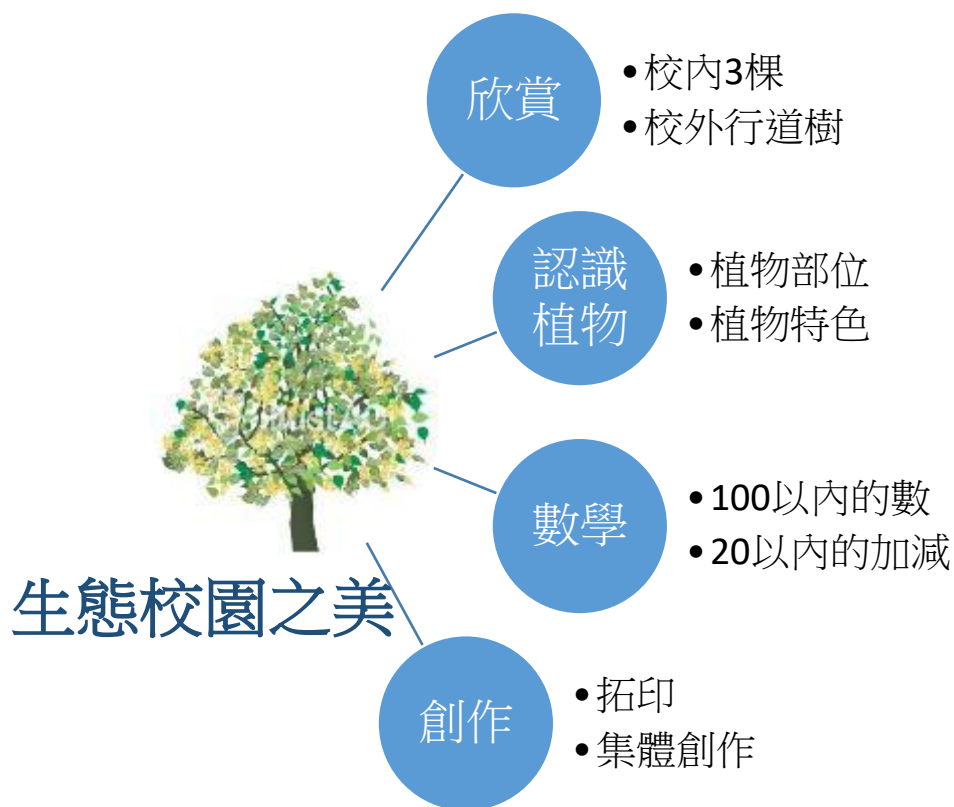 欣賞
•校內3棵
•校外行道樹
認識
植物
•植物部位
•植物特色
數學
•100以內的數
•20以內的加減
生態校園之美
創作
•拓印
•集體創作